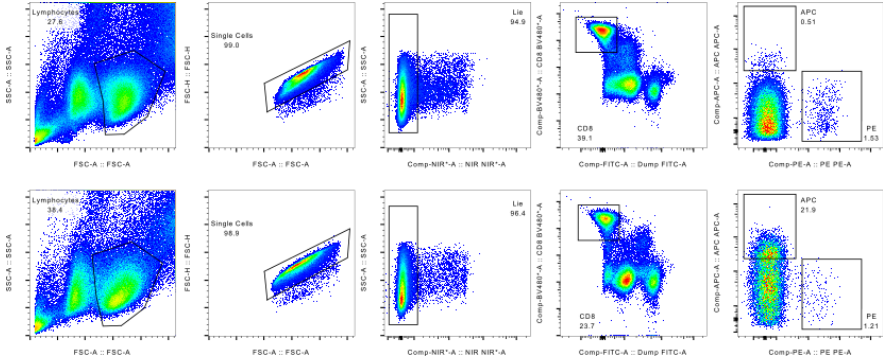 Lymphocytes
27.6
SSC-A :: SSC-A
FSC-A :: FSC-A
Single Cells
99.0
FSC-H :: FSC-H
FSC-A :: FSC-A
Lie
94.9
SSC-A :: SSC-A
Comp-NIR*-A :: NIR NIR*-A
CD8
39.1
Comp-BV480*-A :: CD8 BV480*-A
Comp-FITC-A :: Dump FITC-A
APC
0.51
PE
1.53
Comp-APC-A :: APC APC-A
Comp-PE-A :: PE PE-A
Lymphocytes
38.4
SSC-A :: SSC-A
FSC-A :: FSC-A
Single Cells
98.9
FSC-H :: FSC-H
FSC-A :: FSC-A
Lie
96.4
SSC-A :: SSC-A
Comp-NIR*-A :: NIR NIR*-A
CD8
23.7
Comp-BV480*-A :: CD8 BV480*-A
Comp-FITC-A :: Dump FITC-A
APC
21.9
PE
1.21
Comp-APC-A :: APC APC-A
Comp-PE-A :: PE PE-A